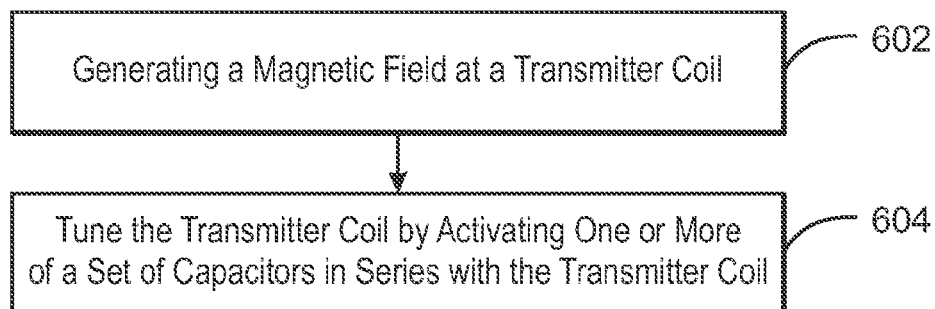 Generating a Magnetic Field at a Transmitter Coil
602
Tune the Transmitter Coil by Activating One or More
of a Set of Capacitors in Series with the Transmitter Coil
604